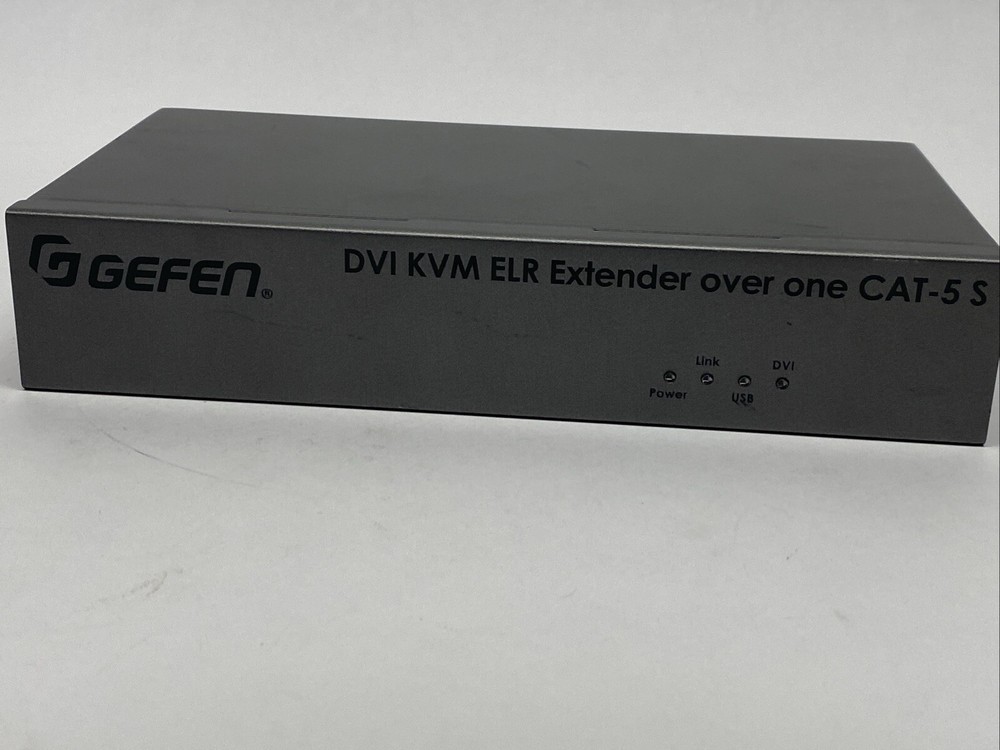 GEFEN®
DVI KVM ELR Extender over one CAT-5 S
Link DVI
Power USB